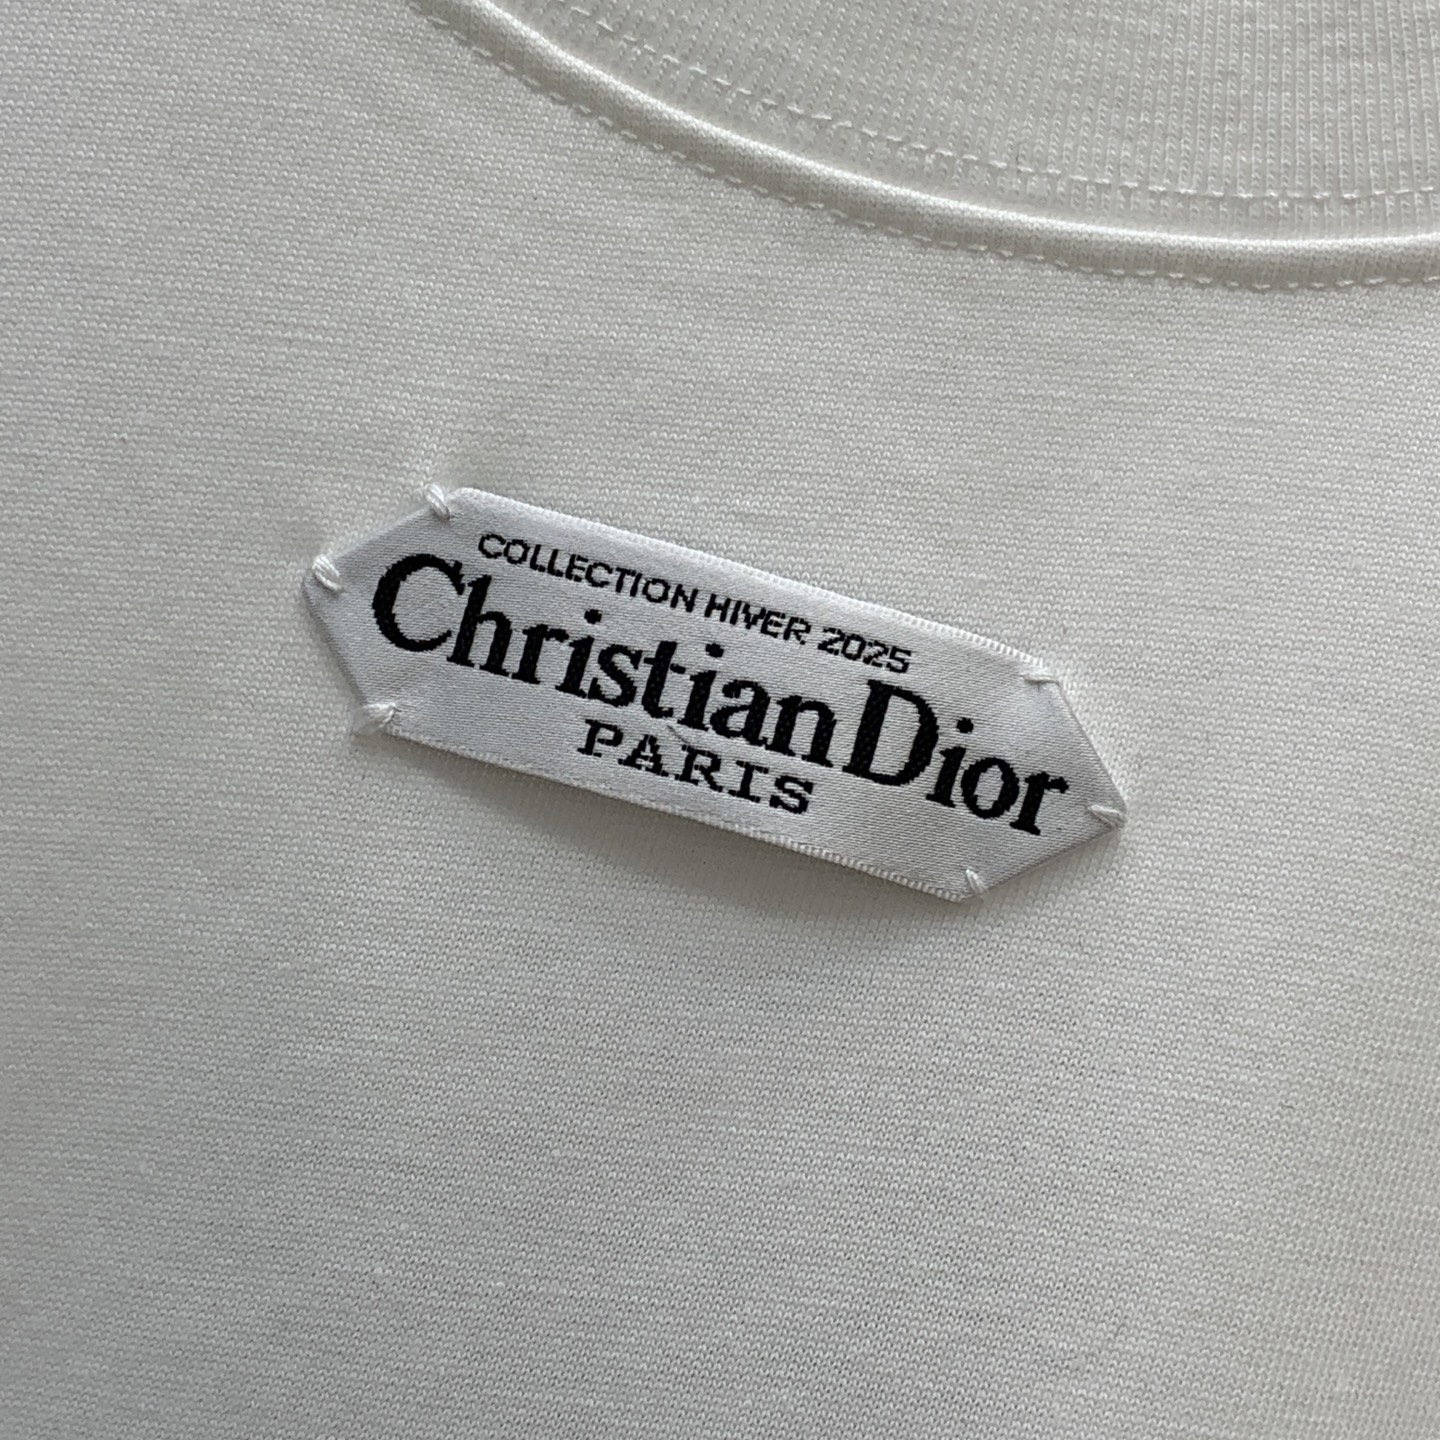 COLLECTION HIVER 2025
Christian Dior
PARIS